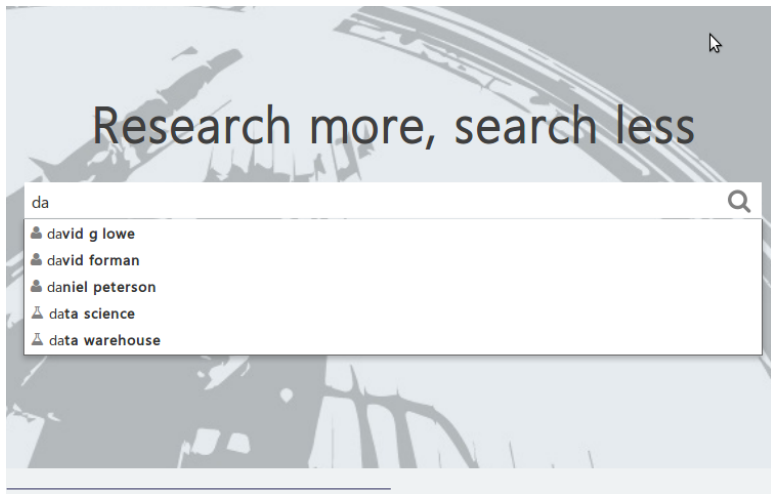 Research more, search less
da
david g lowe
david forman
daniel peterson
data science
data warehouse